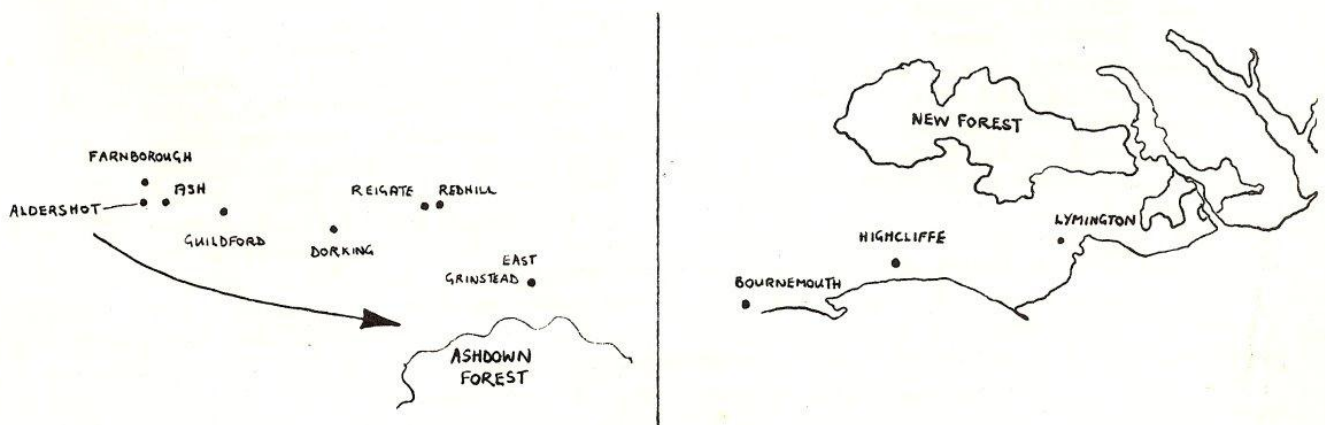 FARNBOROUGH
ASH
ALDERSHOT
GUILDFORD
DORKING
REIGATE
REDHILL
EAST
GRINSTEAD
ASHDOWN
FOREST
NEW FOREST
LYMINGTON
HIGHCLIFFE
BOURNEMOUTH